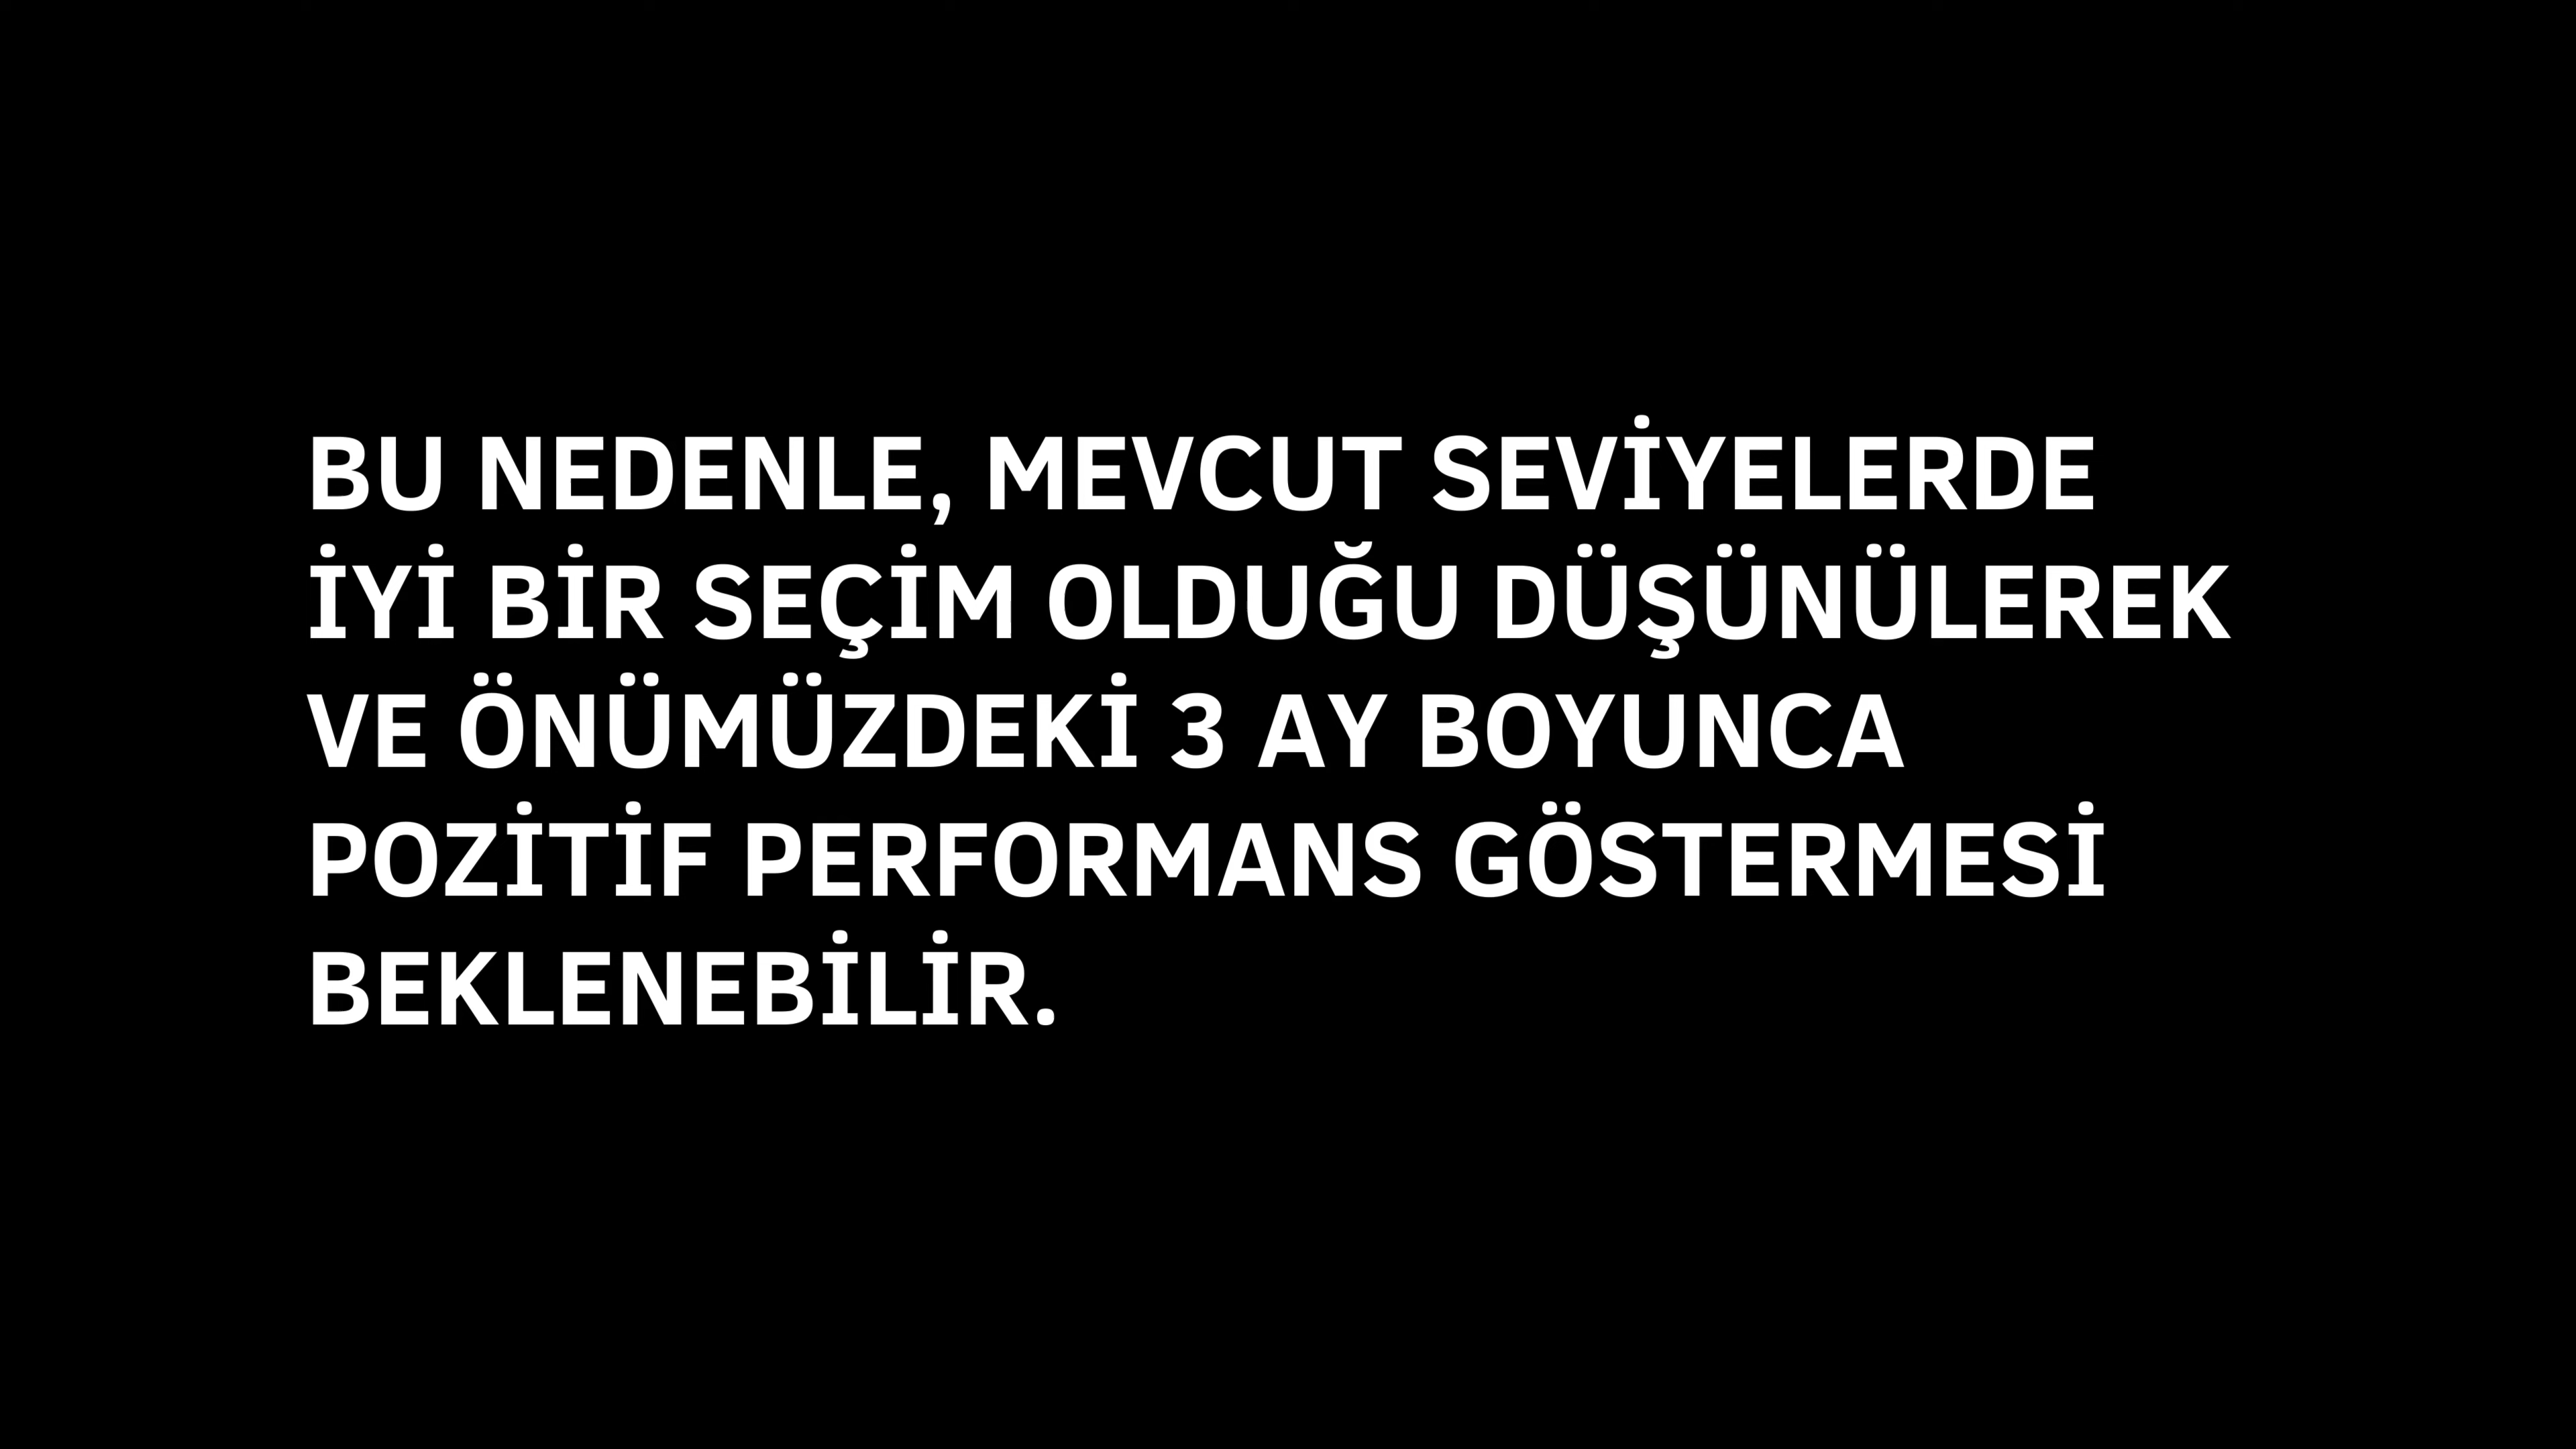 BU NEDENLE, MEVCUT SEVİYELERDE
İYİ BİR SEÇİM OLDUĞU DÜŞÜNÜLEREK
VE ÖNÜMÜZDEKİ 3 AY BOYUNCA
POZİTİF PERFORMANS GÖSTERMESİ
BEKLENEBİLİR.